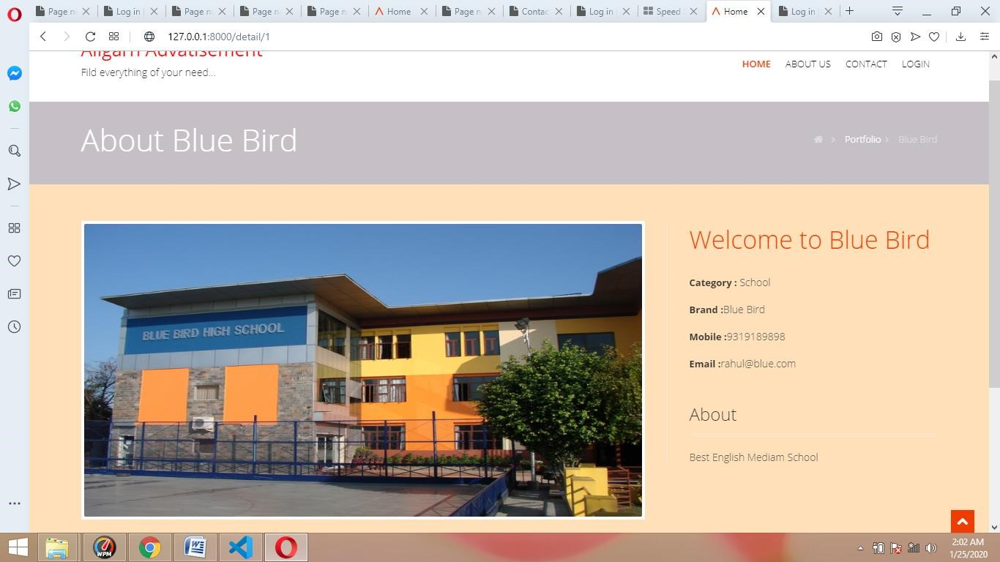 Page n
Log in
Page n
Page n
Page n
Home
Page n
Contac
Log in
Speed
Home
Log in
127.0.0.1:8000/detail/1
Aligarh Advatisement
Fild everything of your need...
HOME ABOUT US CONTACT LOGIN
About Blue Bird
Portfolio Blue Bird
BLUE BIRD HIGH SCHOOL
Welcome to Blue Bird
Category : School
Brand :Blue Bird
Mobile :9319189898
Email :rahul@blue.com
About
Best English Mediam School
WPM
2:02 AM
1/25/2020